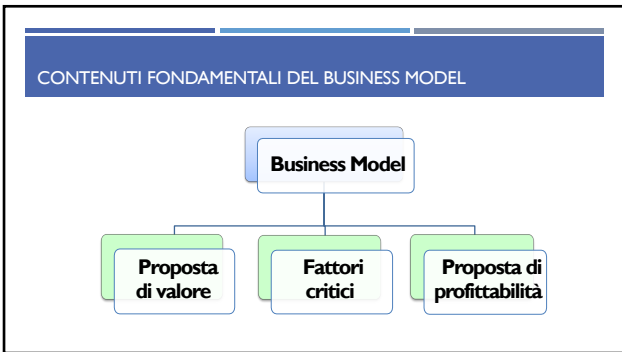 CONTENUTI FONDAMENTALI DEL BUSINESS MODEL
Business Model
Proposta
di valore
Fattori
critici
Proposta di
profittabilità